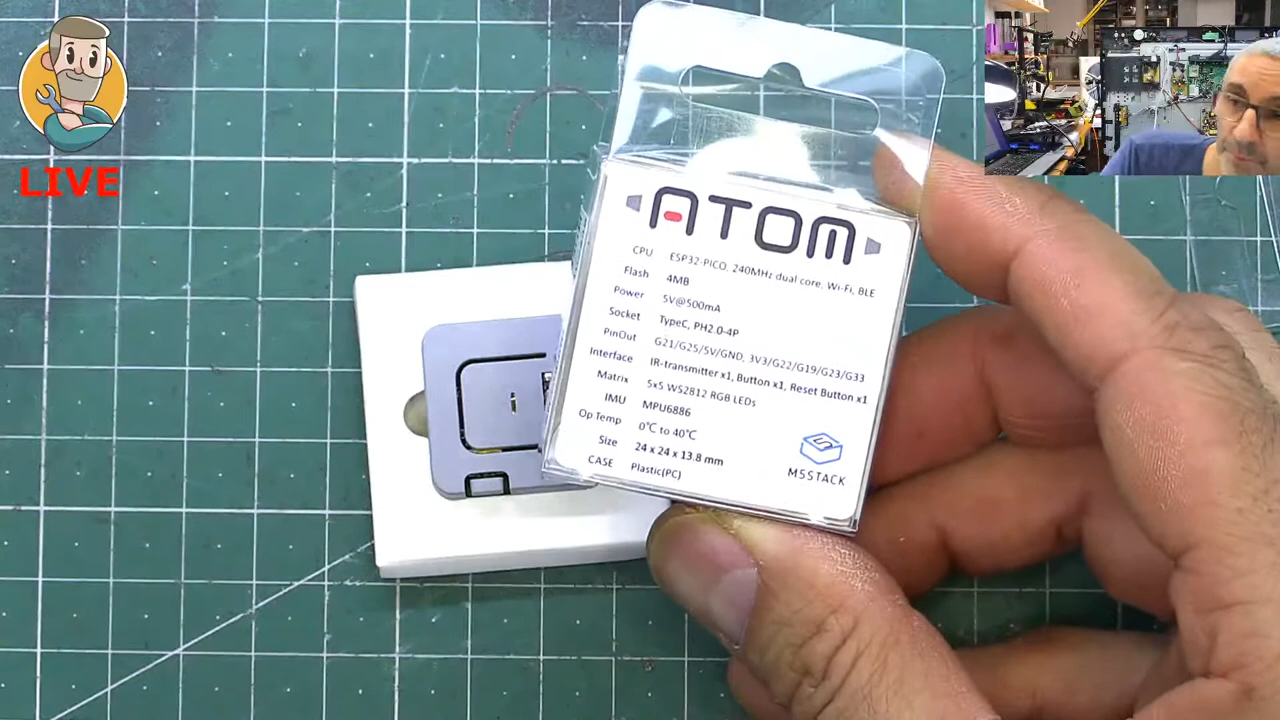 LIVE
ATOM
CPU ESP32-PICO, 240MHz dual core, Wi-Fi, BLE
Flash 4MB
Power 5V@500mA
Socket TypeC, PH2.0-4P
PinOut G21/G25/5V/GND, 3V3/G22/G19/G23/G33
Interface IR-transmitter x1, Button x1, Reset Button x1
Matrix 5x5 WS2812 RGB LEDs
IMU MPU6886
Op Temp 0℃ to 40℃
Size 24 x 24 x 13.8 mm
CASE Plastic(PC)
5
M5STACK